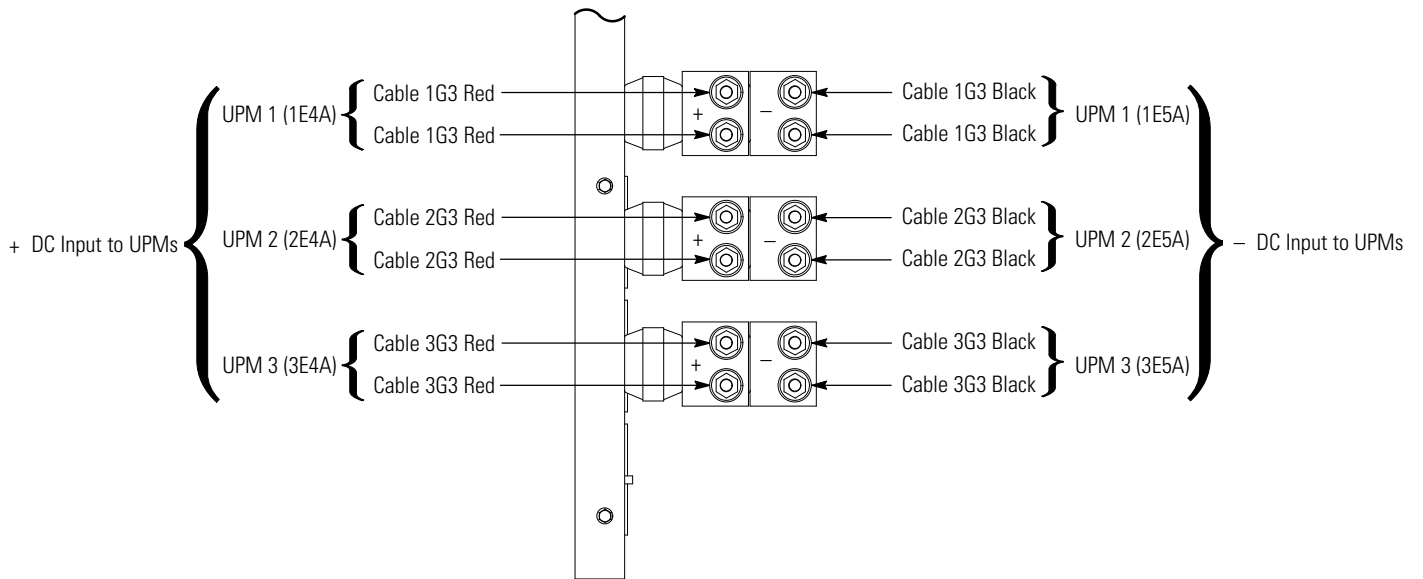 Cable 1G3 Red
UPM 1 (1E4A)
Cable 1G3 Red
+
–
Cable 1G3 Black
UPM 1 (1E5A)
Cable 1G3 Black
Cable 2G3 Red
+ DC Input to UPMs
UPM 2 (2E4A)
Cable 2G3 Red
+
–
Cable 2G3 Black
UPM 2 (2E5A)
Cable 2G3 Black
– DC Input to UPMs
Cable 3G3 Red
UPM 3 (3E4A)
Cable 3G3 Red
+
–
Cable 3G3 Black
UPM 3 (3E5A)
Cable 3G3 Black